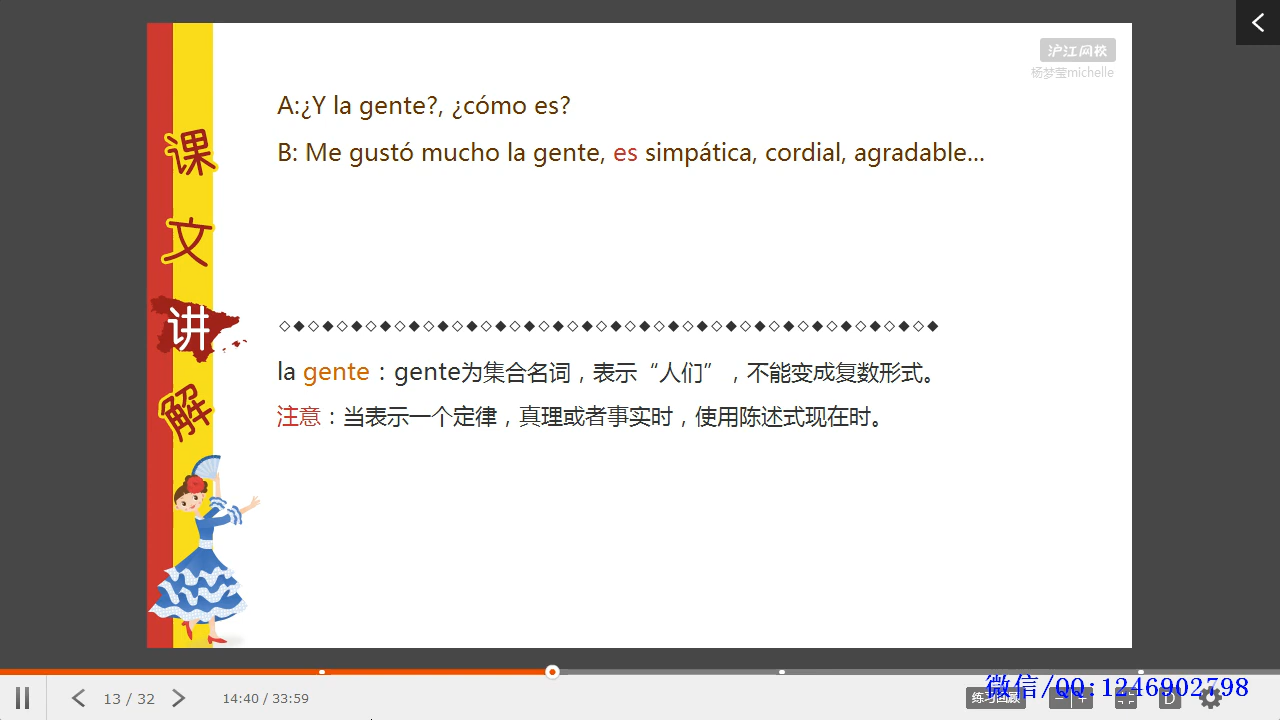 沪江网校
杨梦莹michelle
A:¿Y la gente?, ¿cómo es?
B: Me gustó mucho la gente, es simpática, cordial, agradable...
课
文
讲
解
la gente：gente为集合名词，表示“人们”，不能变成复数形式。
注意：当表示一个定律，真理或者事实时，使用陈述式现在时。
13 / 32
14:40 / 33:59
练习回顾
D
微信/QQ:1246902798